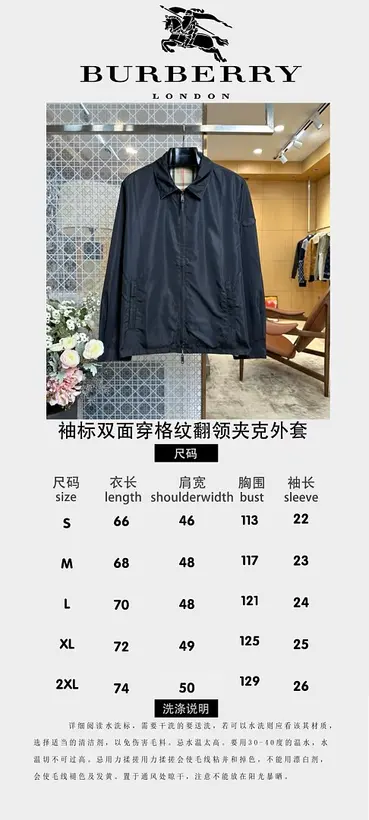 BURBERRY
LONDON
袖标双面穿格纹翻领夹克外套
尺码
尺码 衣长 肩宽 胸围 袖长
size length shoulderwidth bust sleeve
S 66 46 113 22
M 68 48 117 23
L 70 48 121 24
XL 72 49 125 25
2XL 74 50 129 26
洗涤说明
详细阅读水洗标,需要干洗的要送洗,若可以水洗则应看该其材质,
选择适当的清洁剂,以免伤害毛料。总水温太高。要用30-40度的温水,水
温切不可过高。总用力揉搓用力揉搓会使毛线粘并和掉色。不能用漂白剂,
会使毛线褪色及发黄。置于通风处晾干,注意不能放在阳光暴晒。